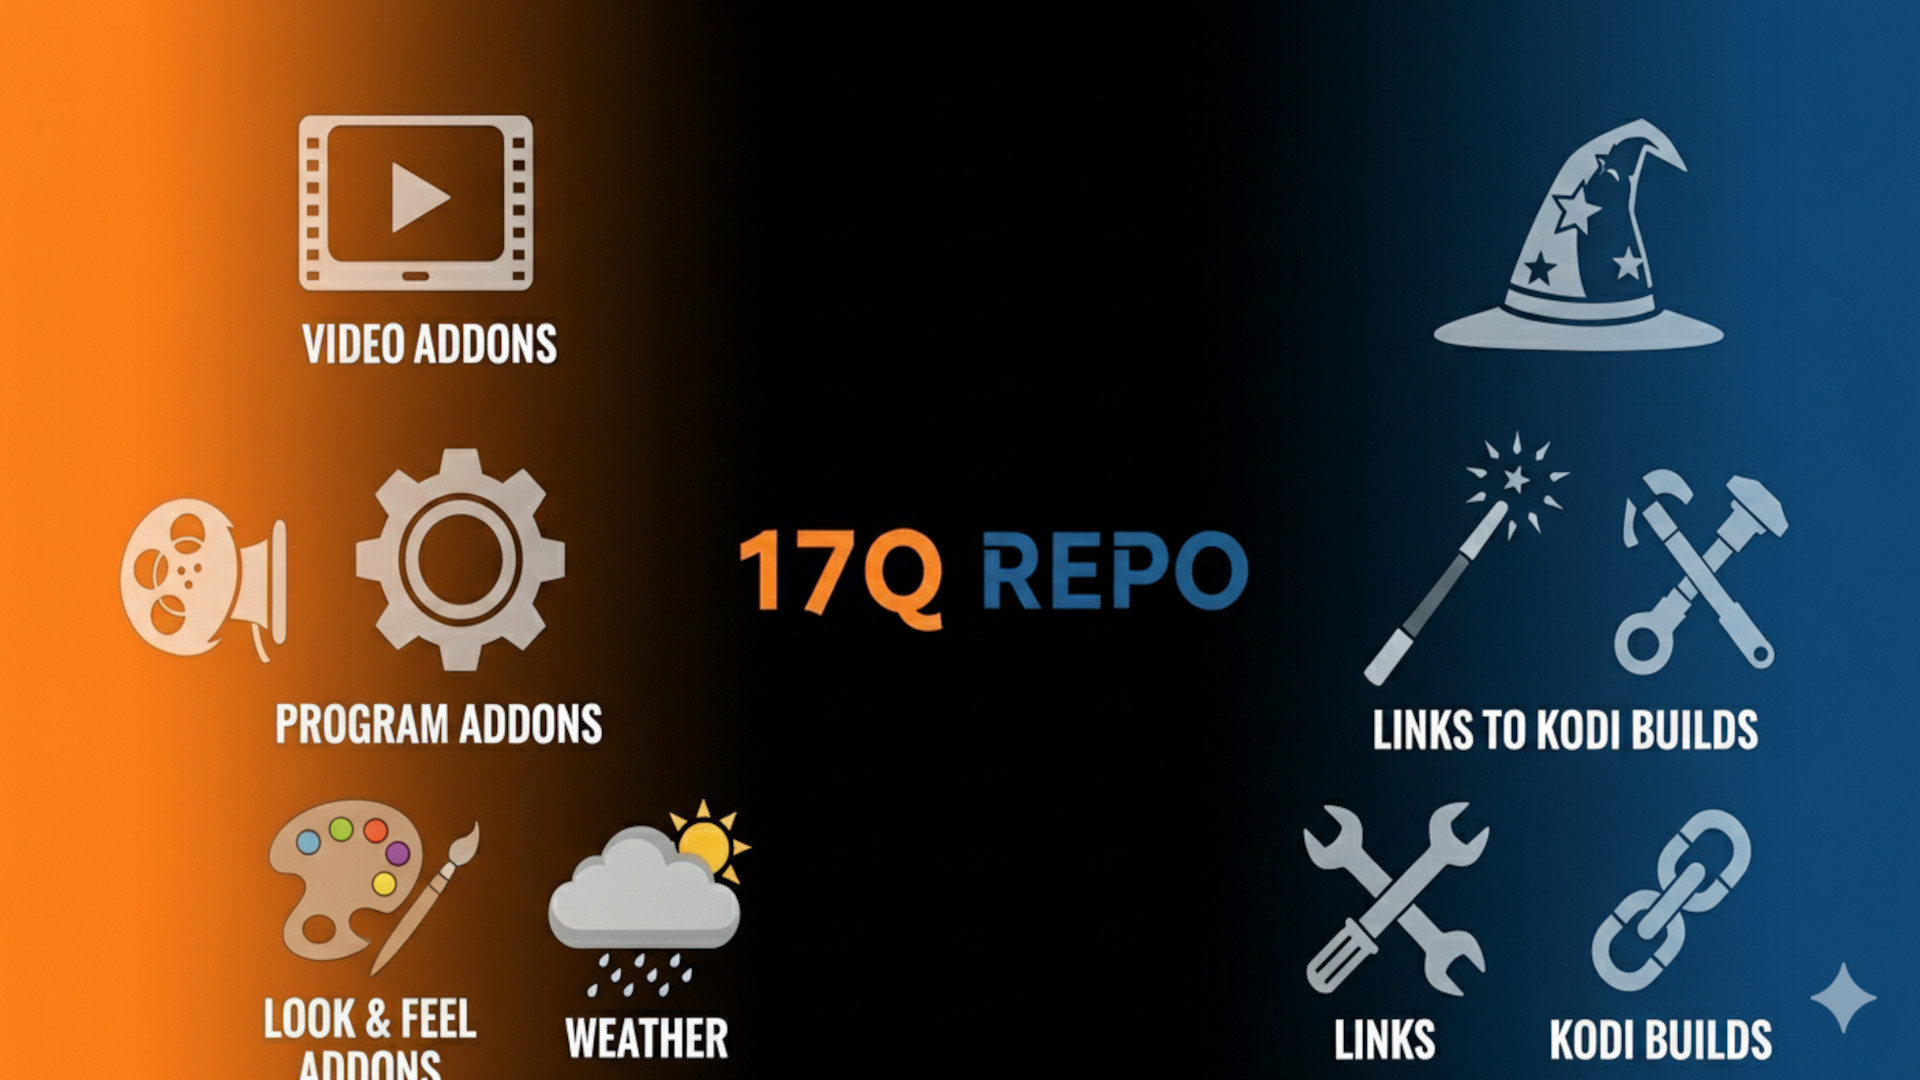 VIDEO ADDONS
PROGRAM ADDONS
LOOK & FEEL
ADDONS
WEATHER
17Q REPO
LINKS TO KODI BUILDS
LINKS
KODI BUILDS